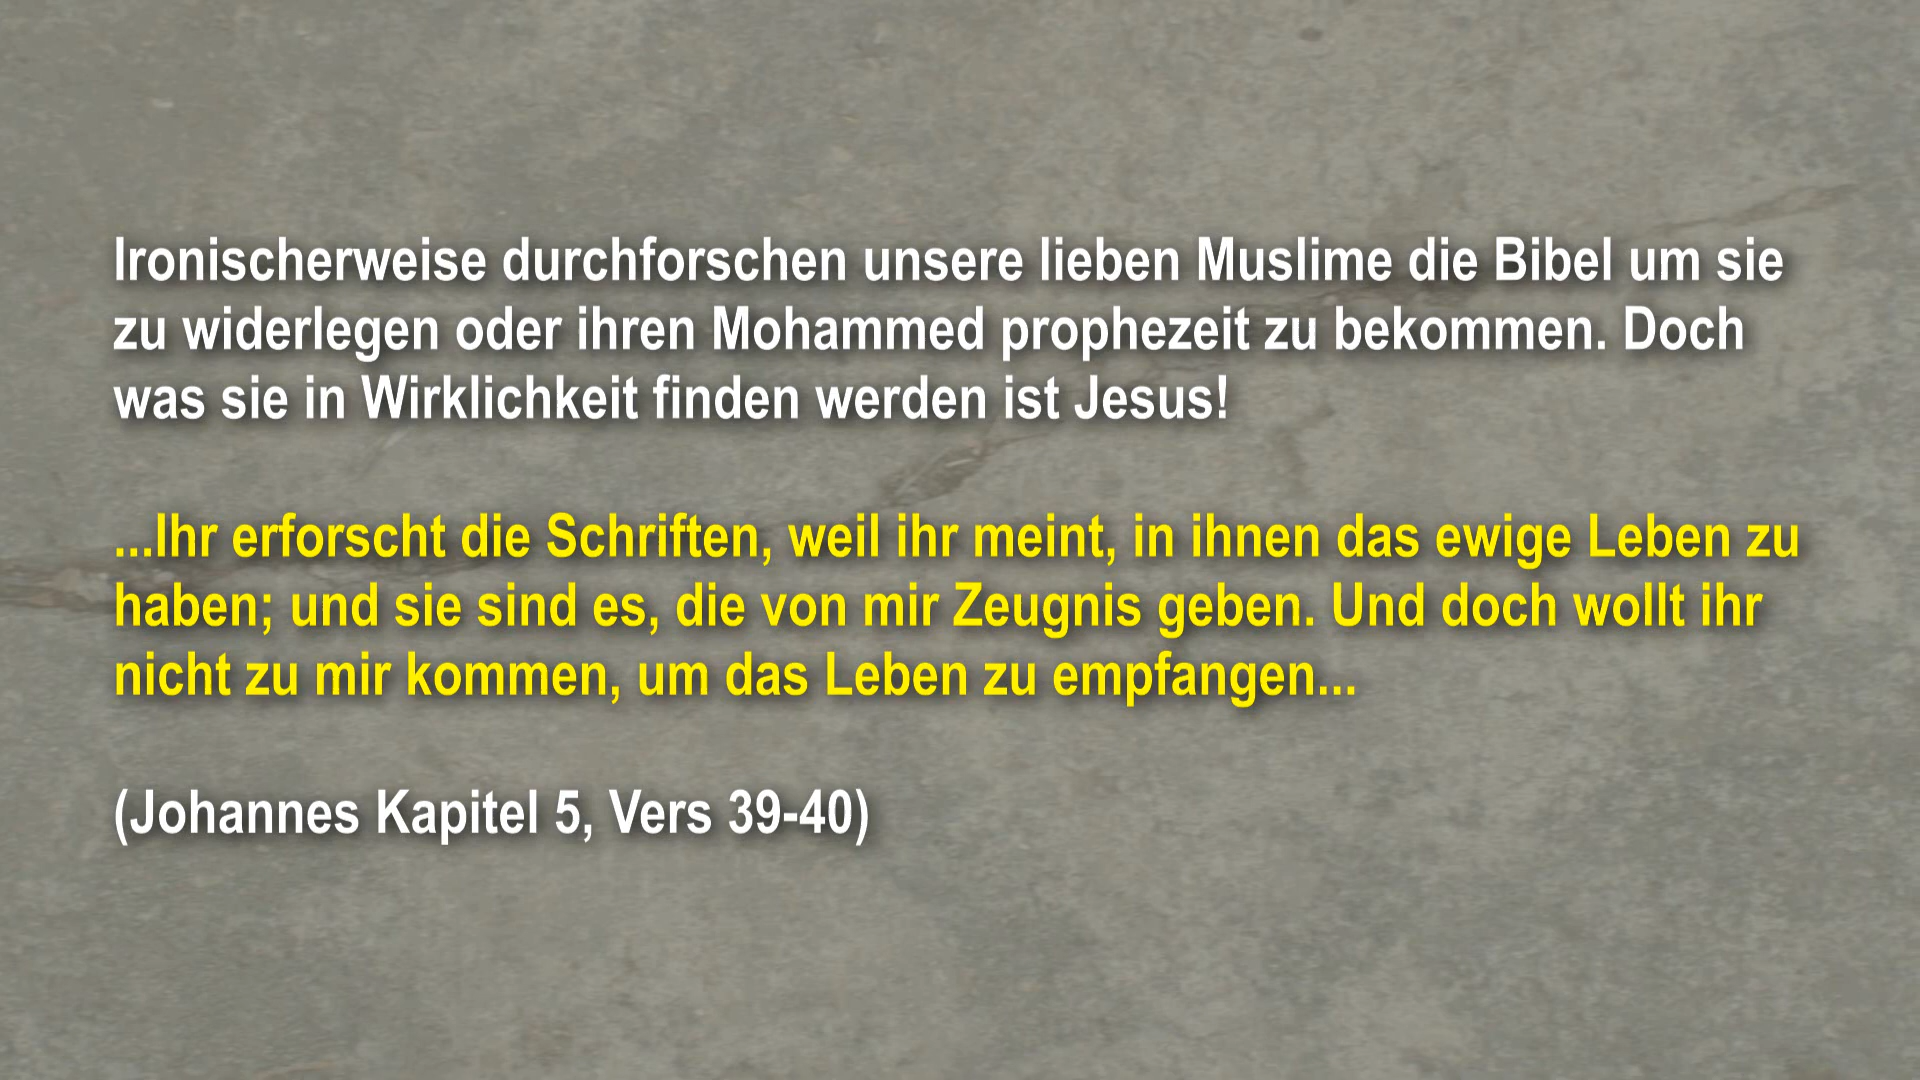 Ironischerweise durchforschen unsere lieben Muslime die Bibel um sie
zu widerlegen oder ihren Mohammed prophezeit zu bekommen. Doch
was sie in Wirklichkeit finden werden ist Jesus!
...Ihr erforscht die Schriften, weil ihr meint, in ihnen das ewige Leben zu
haben; und sie sind es, die von mir Zeugnis geben. Und doch wollt ihr
nicht zu mir kommen, um das Leben zu empfangen...
(Johannes Kapitel 5, Vers 39-40)